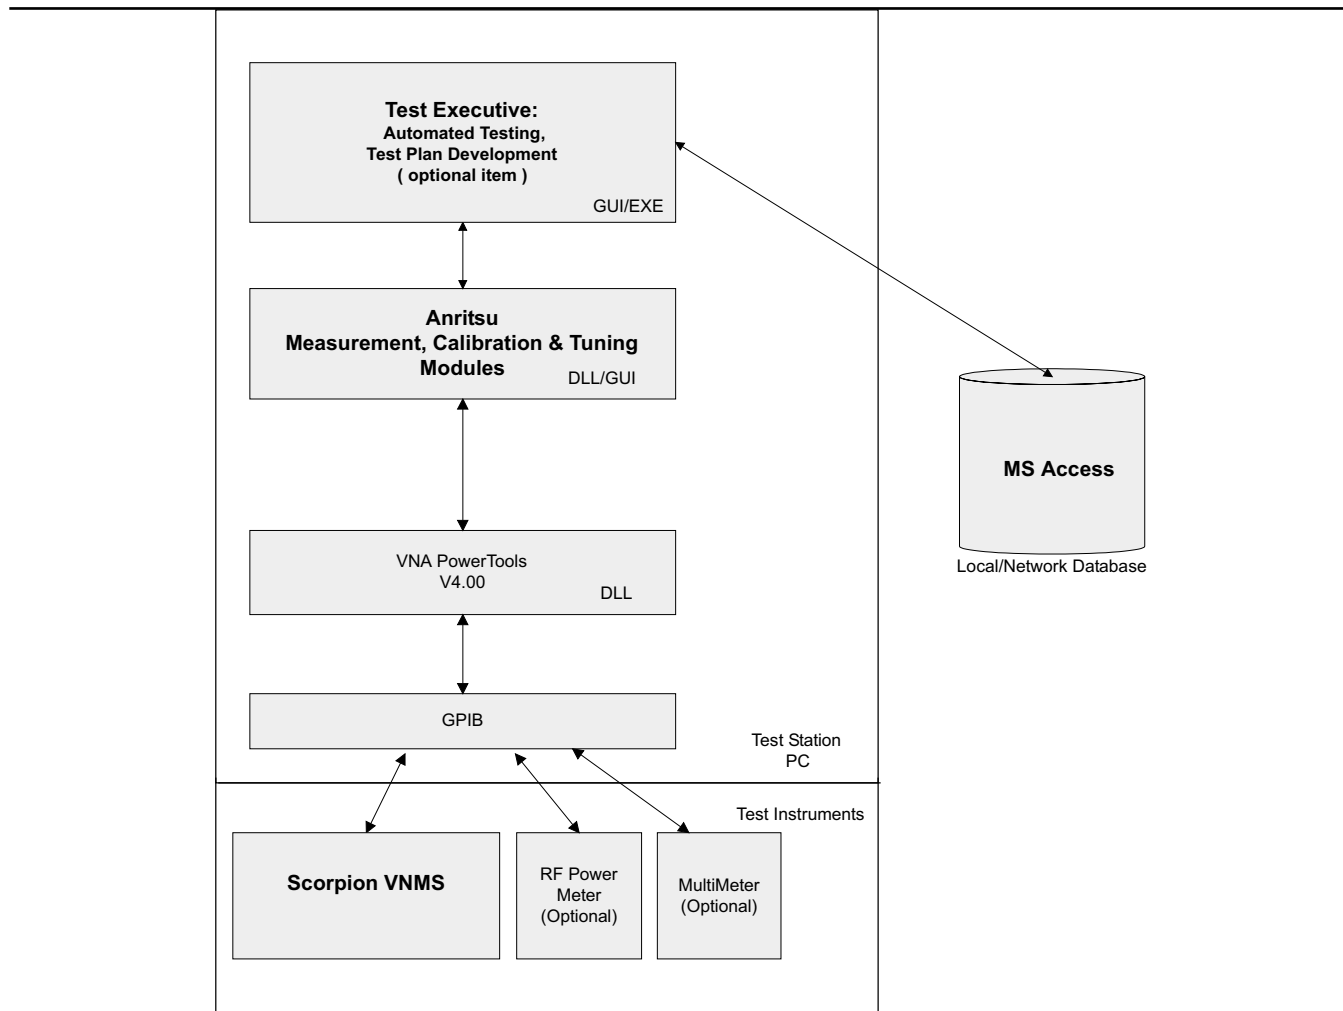 Test Executive:
Automated Testing,
Test Plan Development
( optional item )
GUI/EXE
Anritsu
Measurement, Calibration & Tuning
Modules
DLL/GUI
MS Access
Local/Network Database
VNA PowerTools
V4.00
DLL
GPIB
Test Station
PC
Test Instruments
Scorpion VNMS
RF Power
Meter
(Optional)
MultiMeter
(Optional)